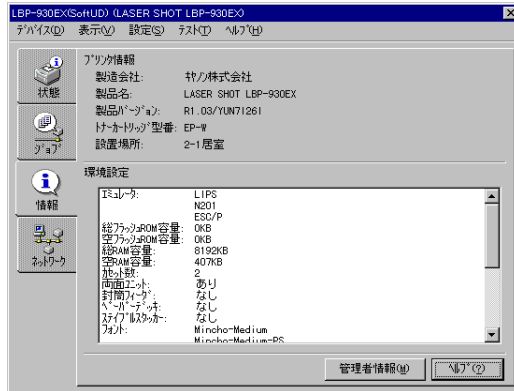 LBP-930EX(SoftUD) (LASER SHOT LBP-930EX)
ﾃﾞﾊﾞｲｽ(D) 表示(V) 設定(S) ﾃｽﾄ(T) ﾍﾙﾌﾟ(H)
状態
ｼﾞｮﾌﾞ
情報
ﾈｯﾄﾜｰｸ
ﾌﾟﾘﾝﾀ情報
製造会社: ｷﾔﾉﾝ株式会社
製品名: LASER SHOT LBP-930EX
製品ﾊﾞｰｼﾞｮﾝ: R1.03/YUN71261
ﾄﾅｰｶｰﾄﾘｯｼﾞ型番: EP-W
設置場所: 2-1居室
環境設定
ｴﾐｭﾚｰﾀ: LIPS
N201
ESC/P
総ﾌﾗｯｼｭROM容量: 0KB
空ﾌﾗｯｼｭROM容量: 0KB
総RAM容量: 8192KB
空RAM容量: 407KB
ｶｾｯﾄ数: 2
両面ﾕﾆｯﾄ: あり
封筒ﾌｨｰﾀﾞ: なし
ﾍﾟｰﾊﾟｰﾃﾞｯｷ: なし
ｽﾃｲﾌﾟﾙｽﾀｯｶｰ: なし
ﾌｫﾝﾄ: Mincho-Medium
Mincho-Medium-PS
管理者情報(M)
ﾍﾙﾌﾟ(?)